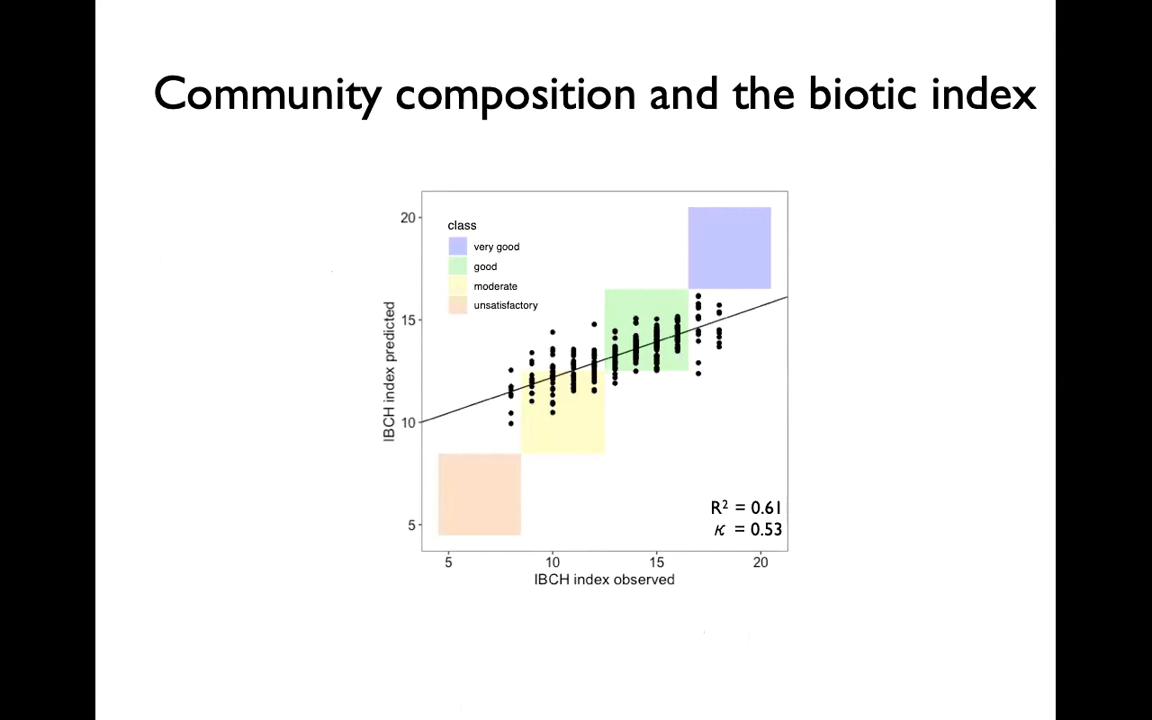 Community composition and the biotic index
20
class
very good
good
moderate
unsatisfactory
15
IBCH index predicted
10
5
R² = 0.61
κ = 0.53
5 10 15 20
IBCH index observed